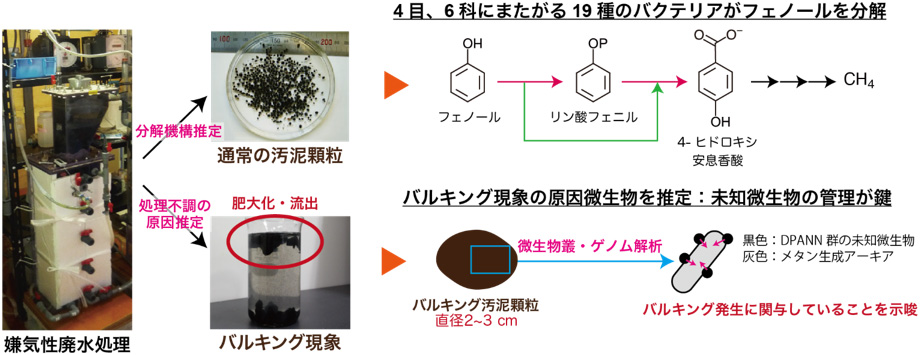 4目、6科にまたがる19種のバクテリアがフェノールを分解
100
200
分解機構推定
通常の汚泥顆粒
OH
フェノール
OP
リン酸フェニル
O
O−
OH
4- ヒドロキシ
安息香酸
CH4
処理不調の
原因推定
肥大化・流出
バルキング現象
嫌気性廃水処理
バルキング現象の原因微生物を推定：未知微生物の管理が鍵
微生物叢・ゲノム解析
バルキング汚泥顆粒
直径2~3 cm
黒色：DPANN 群の未知微生物
灰色：メタン生成アーキア
バルキング発生に関与していることを示唆